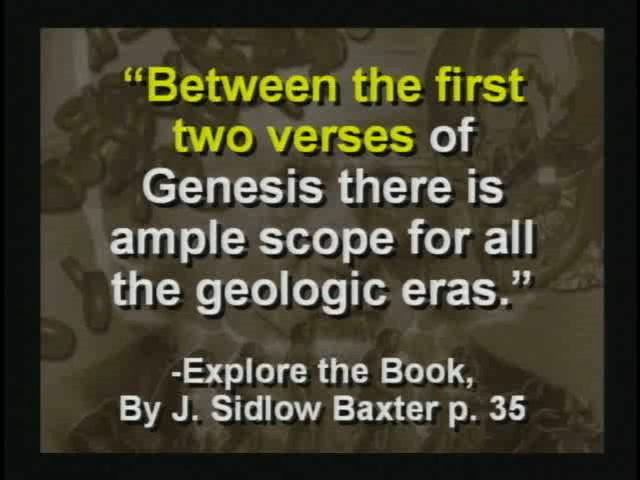 “Between the first
two verses of
Genesis there is
ample scope for all
the geologic eras.”
-Explore the Book,
By J. Sidlow Baxter p. 35